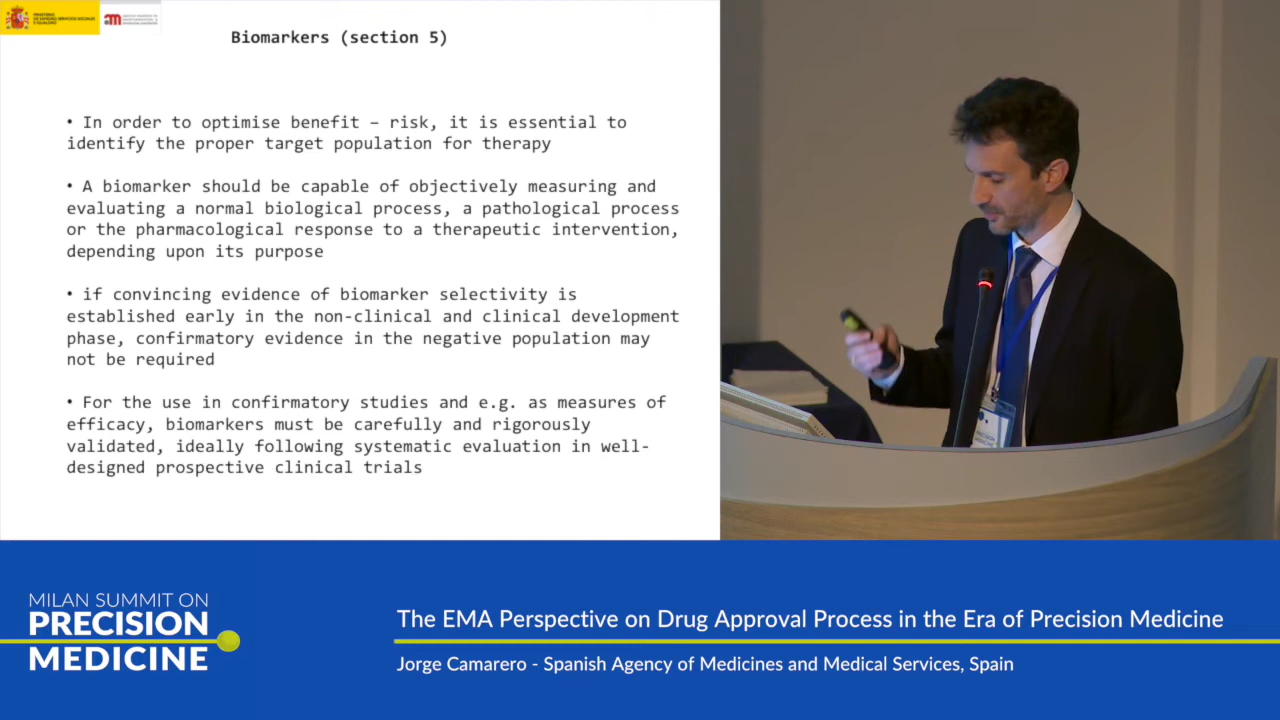 MINISTERIO
DE SANIDAD, SERVICIOS SOCIALES
E IGUALDAD
Biomarkers (section 5)
• In order to optimise benefit – risk, it is essential to
identify the proper target population for therapy
• A biomarker should be capable of objectively measuring and
evaluating a normal biological process, a pathological process
or the pharmacological response to a therapeutic intervention,
depending upon its purpose
• if convincing evidence of biomarker selectivity is
established early in the non-clinical and clinical development
phase, confirmatory evidence in the negative population may
not be required
• For the use in confirmatory studies and e.g. as measures of
efficacy, biomarkers must be carefully and rigorously
validated, ideally following systematic evaluation in well-
designed prospective clinical trials
MILAN SUMMIT ON
PRECISION
MEDICINE
The EMA Perspective on Drug Approval Process in the Era of Precision Medicine
Jorge Camarero - Spanish Agency of Medicines and Medical Services, Spain